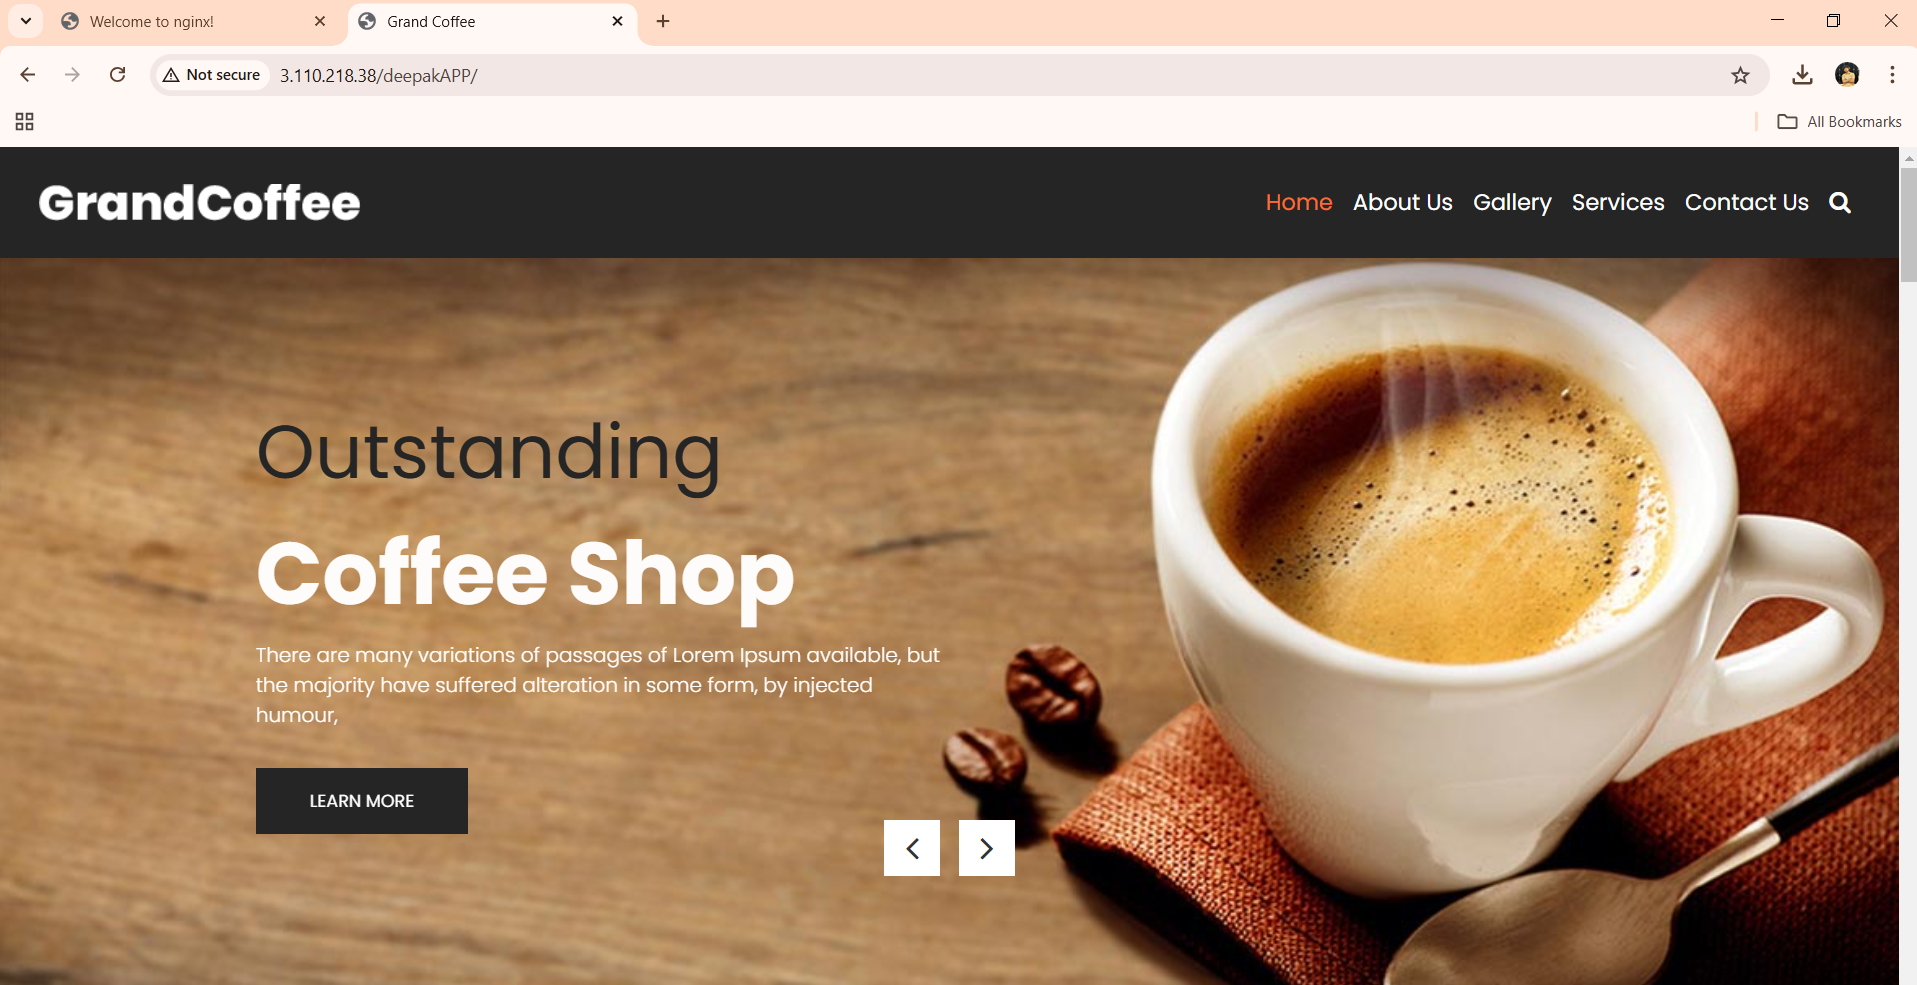 Welcome to nginx!
Grand Coffee
Not secure
3.110.218.38/deepakAPP/
All Bookmarks
GrandCoffee
Home
About Us
Gallery
Services
Contact Us
Outstanding
Coffee Shop
There are many variations of passages of Lorem Ipsum available, but
the majority have suffered alteration in some form, by injected
humour,
LEARN MORE